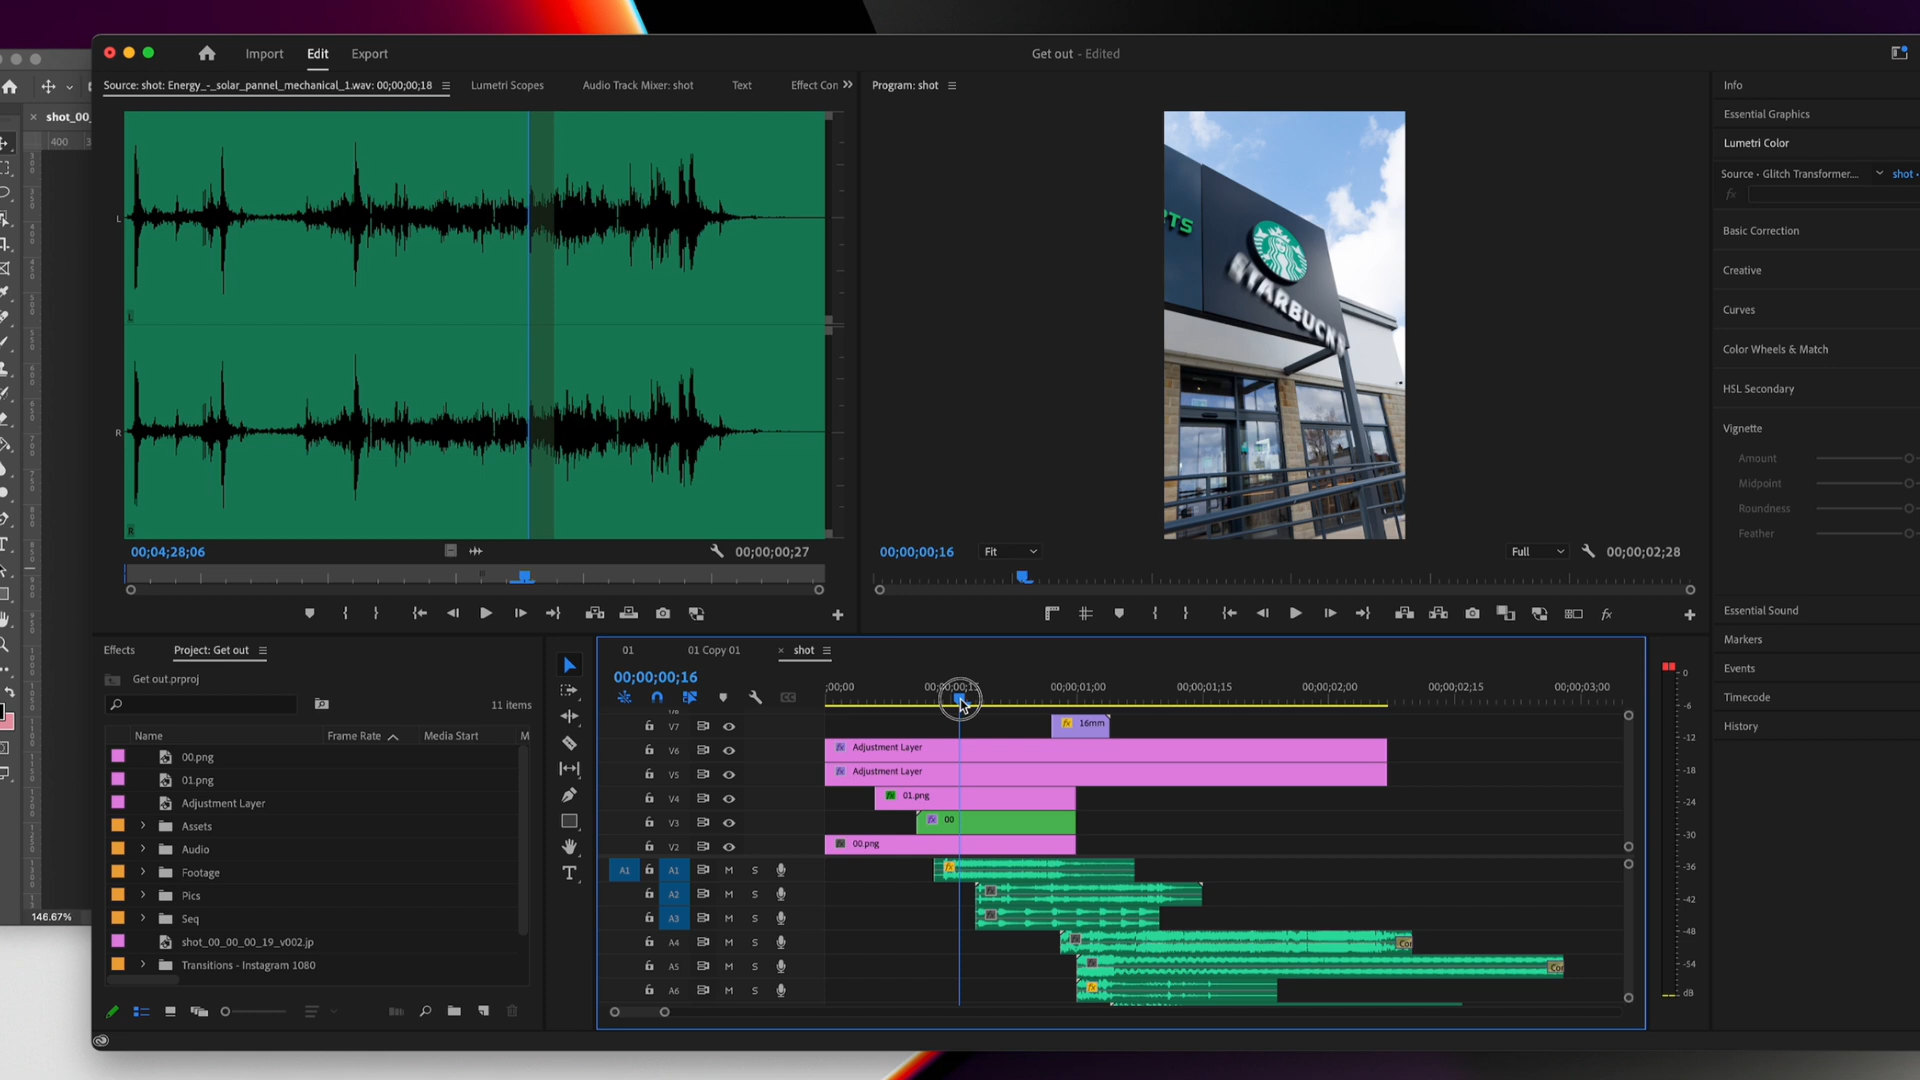 Import Edit Export
Get out - Edited
Source: shot: Energy_-_solar_pannel_mechanical_1.wav: 00;00;00;18
Lumetri Scopes
Audio Track Mixer: shot
Text
Effect Con
Program: shot
Info
Essential Graphics
Lumetri Color
Source • Glitch Transformer....
shot •
fx
Basic Correction
Creative
Curves
Color Wheels & Match
HSL Secondary
Vignette
Amount
Midpoint
Roundness
Feather
Essential Sound
Markers
Events
Timecode
History
shot_00_
400
L
R
L
R
RTS
STARBUCKS
00;04;28;06
00;00;00;27
00;00;00;16
Fit
Full
00;00;02;28
Effects
Project: Get out
Get out.prproj
11 items
Name
Frame Rate
Media Start
M
00.png
01.png
Adjustment Layer
Assets
Audio
Footage
Pics
Seq
shot_00_00_00_19_v002.jp
Transitions - Instagram 1080
146.67%
01
01 Copy 01
shot
00;00;00;16
;00;00
00;00;00;15
00;00;01;00
00;00;01;15
00;00;02;00
00;00;02;15
00;00;03;00
V7
16mm
V6
Adjustment Layer
V5
Adjustment Layer
V4
01.png
V3
00
V2
00.png
A1 A1 M S
A2 M S
A3 M S
A4 M S
Con
A5 M S
Con
A6 M S
0
-6
-12
-18
-24
-30
-36
-42
-48
-54
dB